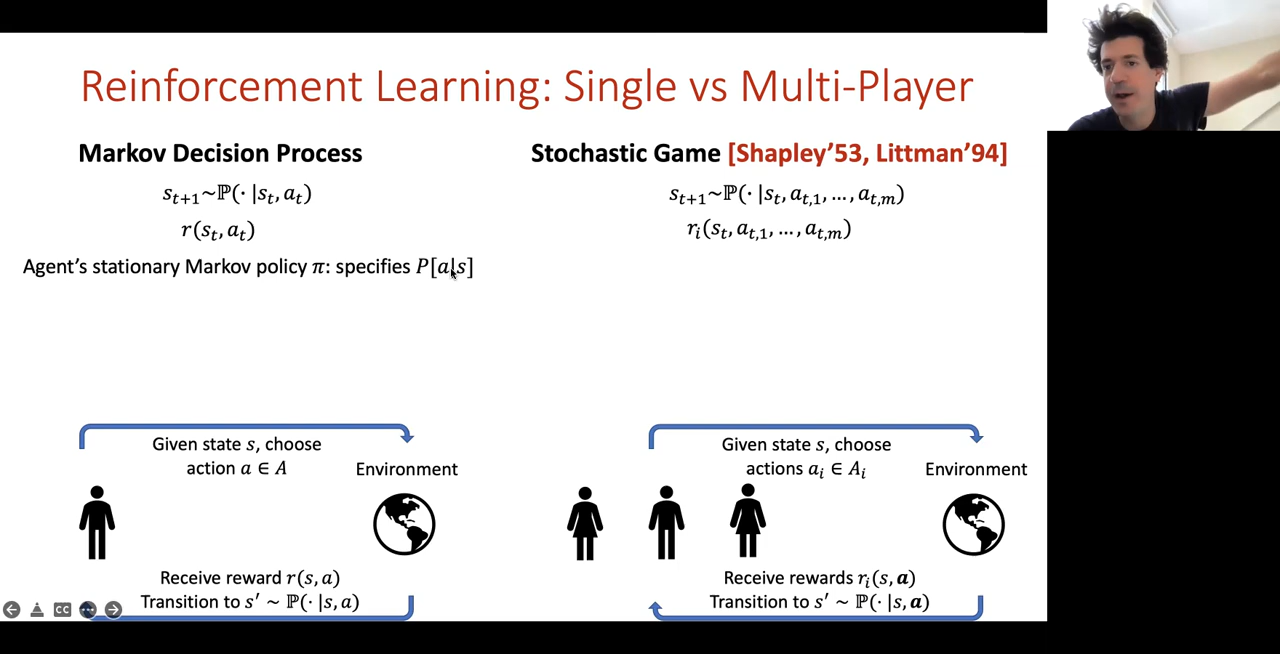 Reinforcement Learning: Single vs Multi-Player
Markov Decision Process
s_{t+1}~ℙ(· |s_t, a_t)
r(s_t, a_t)
Agent's stationary Markov policy π: specifies P[a|s]
Stochastic Game [Shapley'53, Littman'94]
s_{t+1}~ℙ(· |s_t, a_{t,1}, ..., a_{t,m})
r_i(s_t, a_{t,1}, ..., a_{t,m})
Given state s, choose
action a ∈ A
Environment
Receive reward r(s, a)
Transition to s′ ~ ℙ(· |s, a)
Given state s, choose
actions a_i ∈ A_i
Environment
Receive rewards r_i(s, a)
Transition to s′ ~ ℙ(· |s, a)
CC